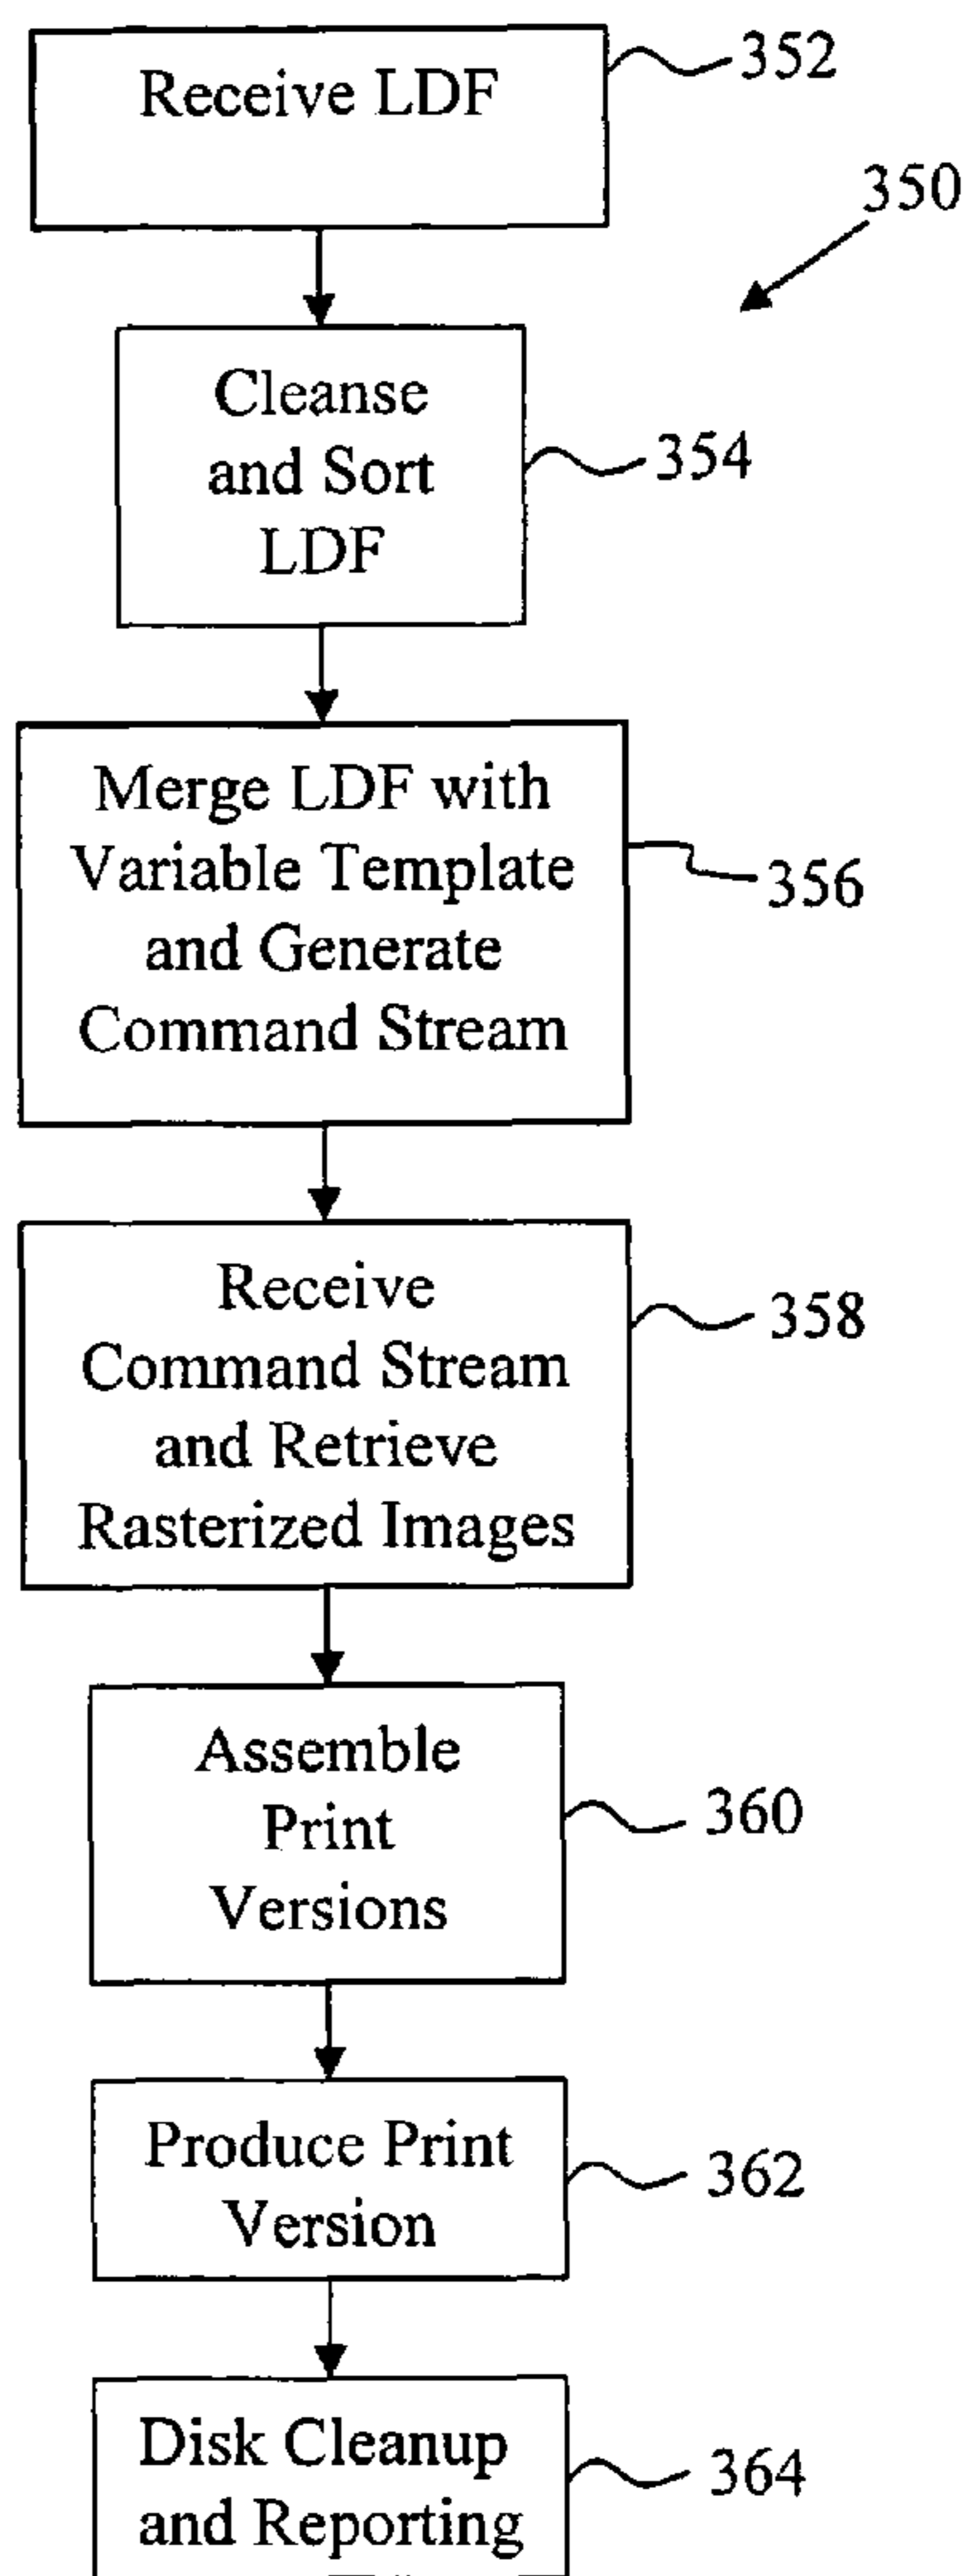 Receive LDF
352
350
Cleanse
and Sort
LDF
354
Merge LDF with
Variable Template
and Generate
Command Stream
356
Receive
Command Stream
and Retrieve
Rasterized Images
358
Assemble
Print
Versions
360
Produce Print
Version
362
Disk Cleanup
and Reporting
364